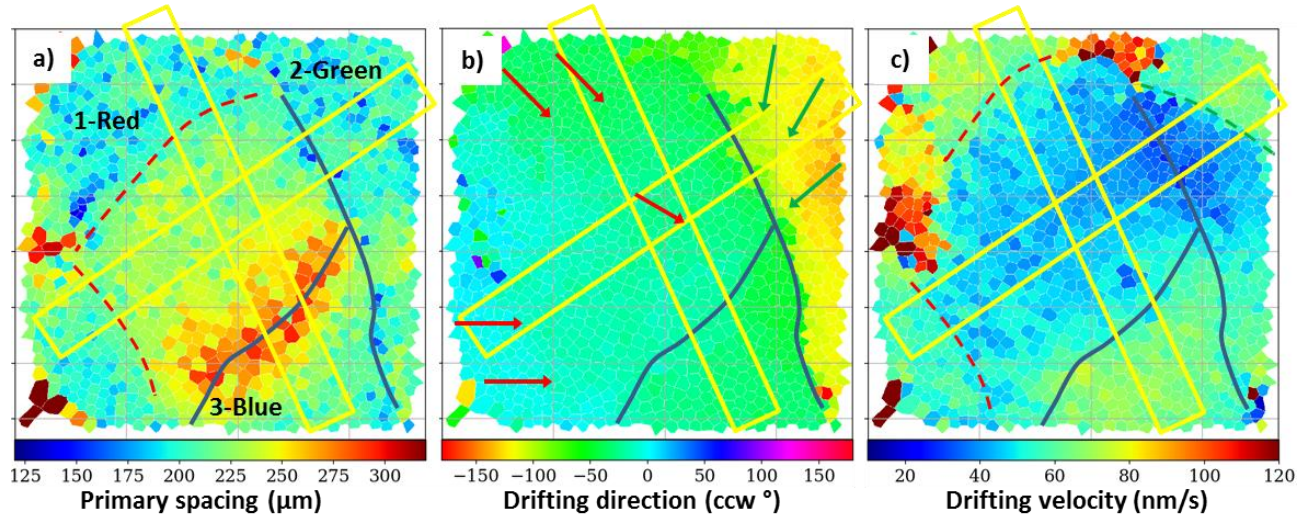 a)
1-Red
2-Green
3-Blue
125 150 175 200 225 250 275 300
Primary spacing (µm)
b)
−150 −100 −50 0 50 100 150
Drifting direction (ccw °)
c)
20 40 60 80 100 120
Drifting velocity (nm/s)